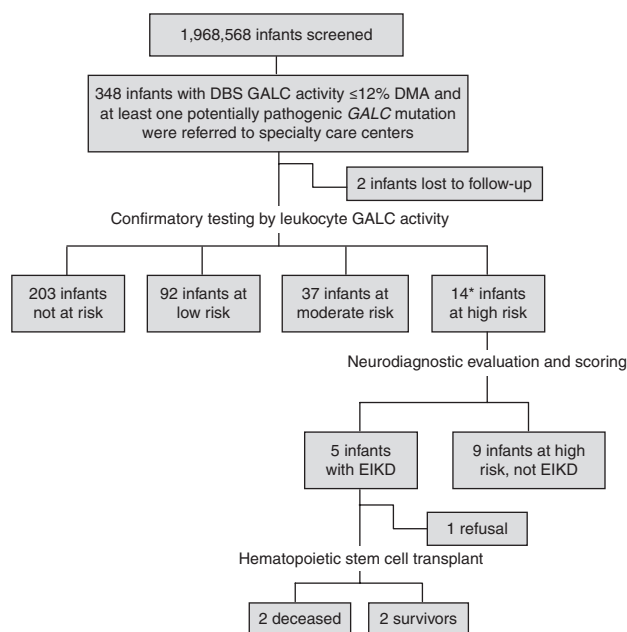 1,968,568 infants screened
348 infants with DBS GALC activity ≤12% DMA and
at least one potentially pathogenic GALC mutation
were referred to specialty care centers
2 infants lost to follow-up
Confirmatory testing by leukocyte GALC activity
203 infants
not at risk
92 infants at
low risk
37 infants at
moderate risk
14* infants
at high risk
Neurodiagnostic evaluation and scoring
5 infants
with EIKD
9 infants at high
risk, not EIKD
1 refusal
Hematopoietic stem cell transplant
2 deceased
2 survivors